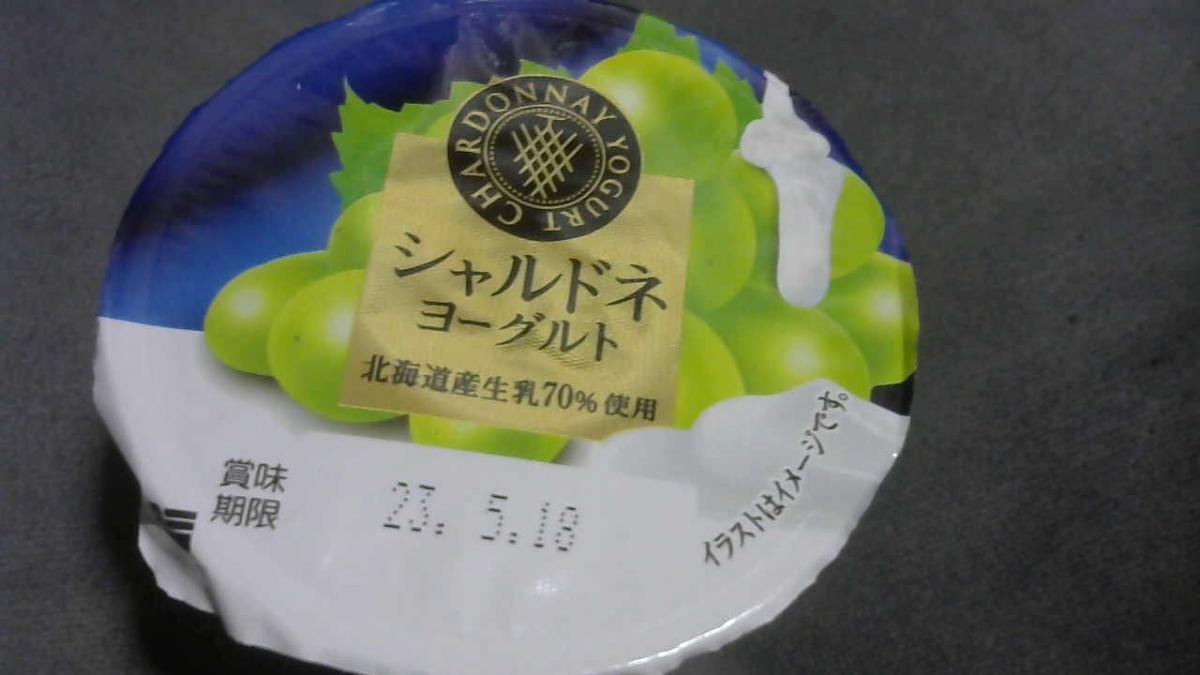 CHARDONNAY YOGURT
シャルドネ
ヨーグルト
北海道産生乳70%使用
賞味
期限
23. 5.18
イラストはイメージです。